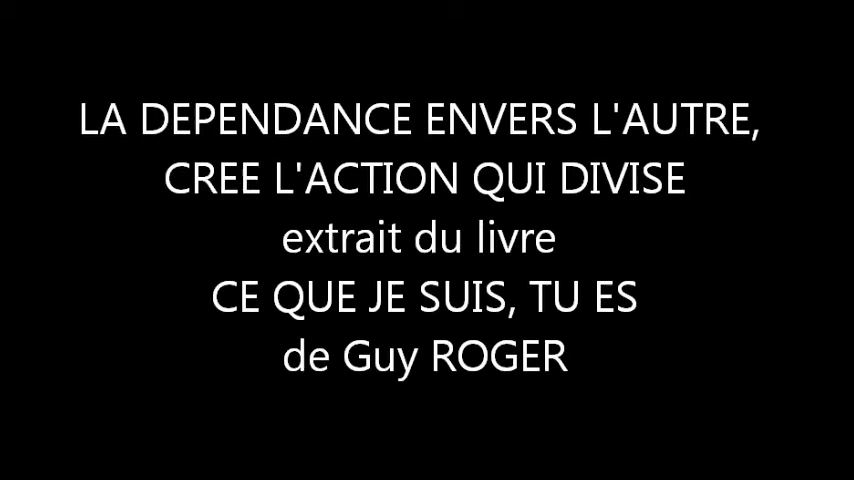 LA DEPENDANCE ENVERS L'AUTRE,
CREE L'ACTION QUI DIVISE
extrait du livre
CE QUE JE SUIS, TU ES
de Guy ROGER